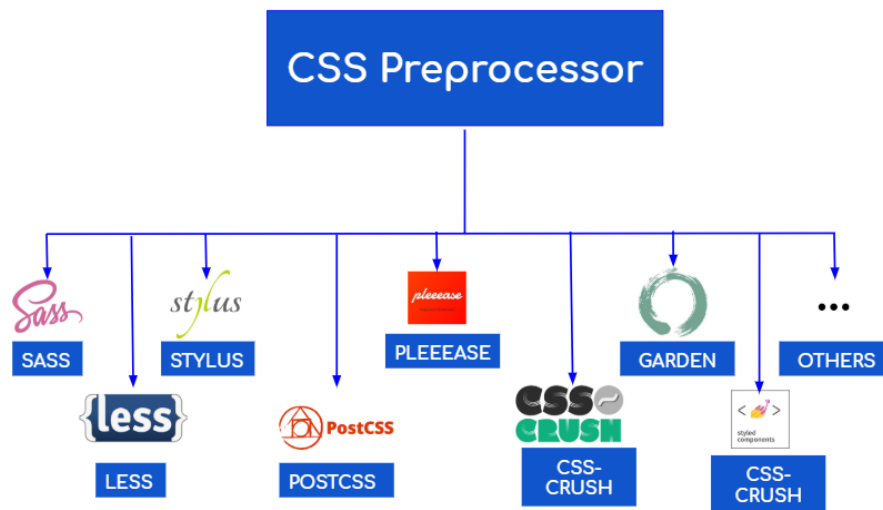 CSS Preprocessor
Sass
stylus
pleeease
SASS
STYLUS
PLEEEASE
GARDEN
OTHERS
{less}
PostCSS
CSS
CRUSH
< >
styled
components
LESS
POSTCSS
CSS-
CRUSH
CSS-
CRUSH